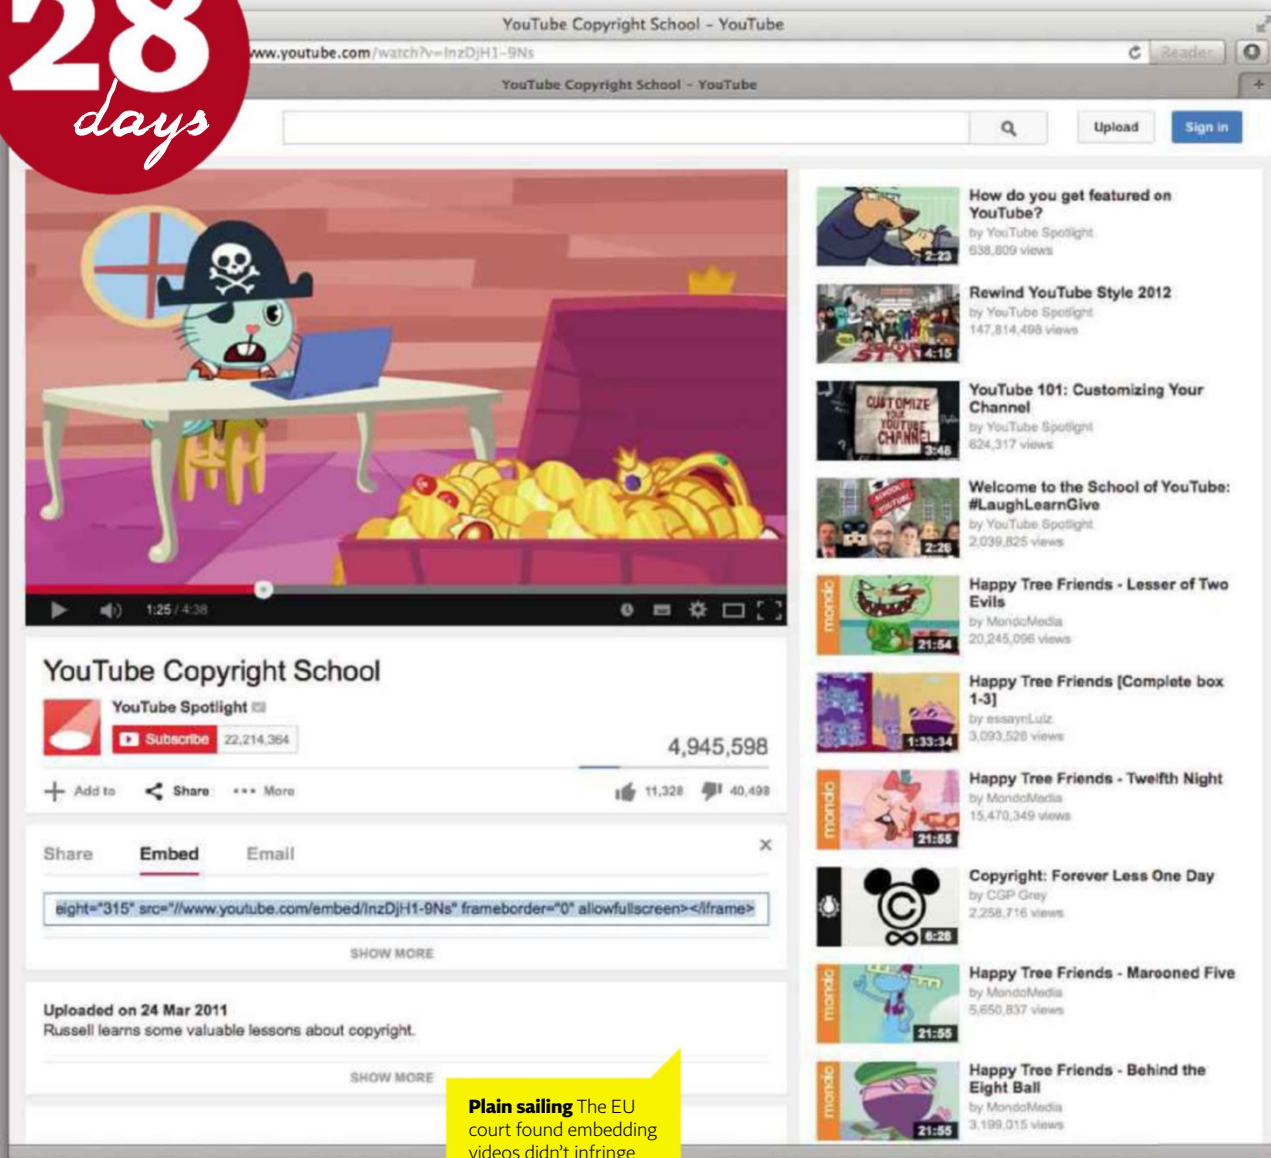 28
days
YouTube Copyright School - YouTube
www.youtube.com/watch?v=InzDjH1-9Ns
Reader
YouTube Copyright School - YouTube
Upload
Sign in
1:25 / 4:38
YouTube Copyright School
YouTube Spotlight
Subscribe 22,214,364
4,945,598
Add to Share More
11,328 40,498
Share Embed Email
eight="315" src="//www.youtube.com/embed/InzDjH1-9Ns" frameborder="0" allowfullscreen></iframe>
SHOW MORE
Uploaded on 24 Mar 2011
Russell learns some valuable lessons about copyright.
SHOW MORE
Plain sailing The EU
court found embedding
videos didn't infringe
How do you get featured on
YouTube?
by YouTube Spotlight
638,809 views
2:23
Rewind YouTube Style 2012
by YouTube Spotlight
147,814,498 views
4:15
CUSTOMIZE
YOUR
YOUTUBE
CHANNEL
3:46
YouTube 101: Customizing Your
Channel
by YouTube Spotlight
624,317 views
Welcome to the School of YouTube:
#LaughLearnGive
by YouTube Spotlight
2,039,825 views
2:26
mondo
Happy Tree Friends - Lesser of Two
Evils
by MondoMedia
20,245,096 views
21:54
Happy Tree Friends [Complete box
1-3]
by essaynLulz
3,093,528 views
1:33:34
mondo
Happy Tree Friends - Twelfth Night
by MondoMedia
15,470,349 views
21:55
Copyright: Forever Less One Day
by CGP Grey
2,258,716 views
6:28
mondo
Happy Tree Friends - Marooned Five
by MondoMedia
5,650,837 views
21:55
mondo
Happy Tree Friends - Behind the
Eight Ball
by MondoMedia
3,199,015 views
21:55